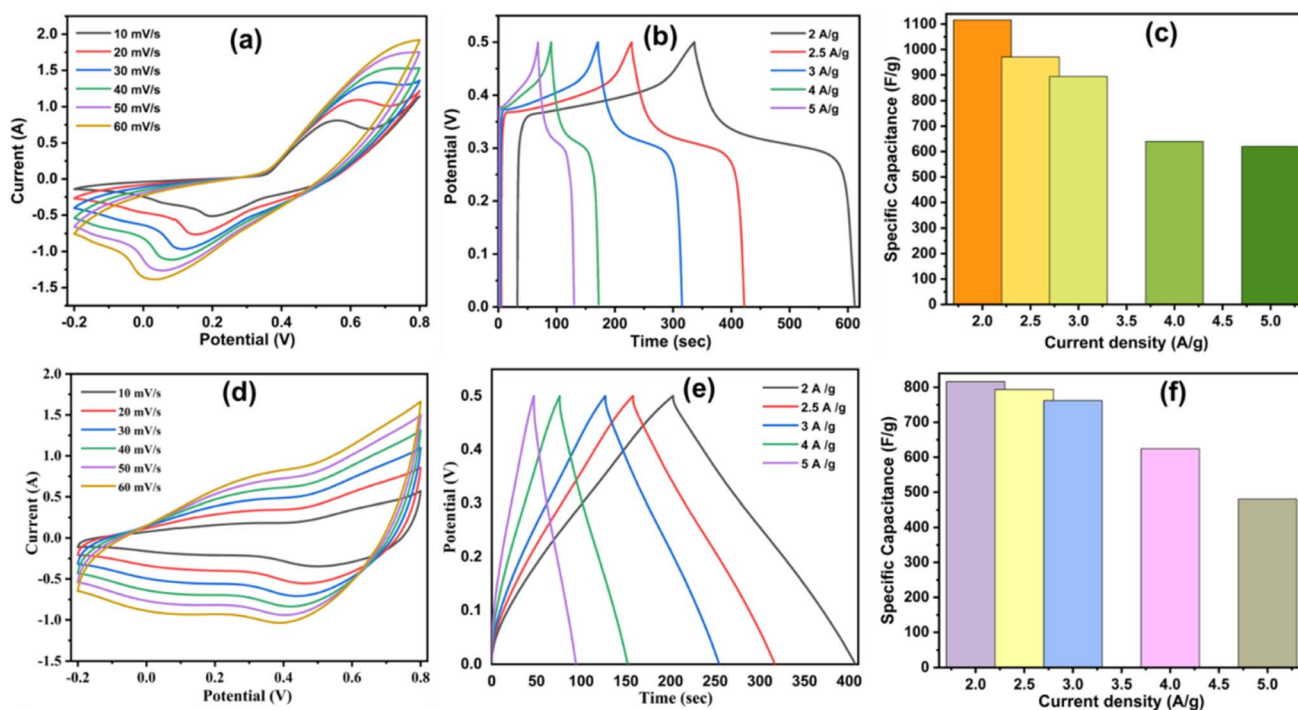 (a)
10 mV/s
20 mV/s
30 mV/s
40 mV/s
50 mV/s
60 mV/s
Current (A)
2.0
1.5
1.0
0.5
0.0
-0.5
-1.0
-1.5
-0.2 0.0 0.2 0.4 0.6 0.8
Potential (V)
(b)
2 A/g
2.5 A/g
3 A/g
4 A/g
5 A/g
Potential (V)
0.5
0.4
0.3
0.2
0.1
0.0
0 100 200 300 400 500 600
Time (sec)
(c)
Specific Capacitance (F/g)
1100
1000
900
800
700
600
500
400
300
200
100
0
2.0 2.5 3.0 3.5 4.0 4.5 5.0
Current density (A/g)
(d)
10 mV/s
20 mV/s
30 mV/s
40 mV/s
50 mV/s
60 mV/s
Current (A)
2.0
1.5
1.0
0.5
0.0
-0.5
-1.0
-1.5
-0.2 0.0 0.2 0.4 0.6 0.8
Potential (V)
(e)
2 A /g
2.5 A /g
3 A /g
4 A /g
5 A /g
Potential (V)
0.5
0.4
0.3
0.2
0.1
0.0
0 50 100 150 200 250 300 350 400
Time (sec)
(f)
Specific Capacitance (F/g)
800
700
600
500
400
300
200
100
0
2.0 2.5 3.0 3.5 4.0 4.5 5.0
Current density (A/g)